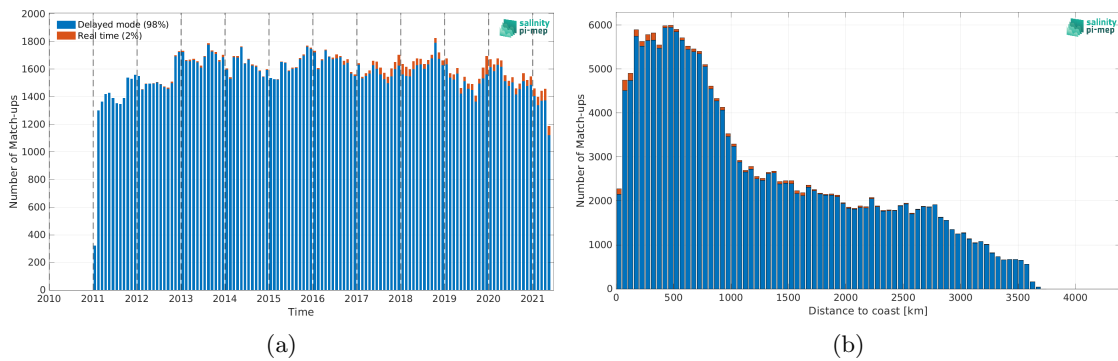 Delayed mode (98%)
Real time (2%)
salinity
pi-mep
Number of Match-ups
2000
1800
1600
1400
1200
1000
800
600
400
200
0
2010 2011 2012 2013 2014 2015 2016 2017 2018 2019 2020 2021
Time
(a)
salinity
pi-mep
Number of Match-ups
6000
5000
4000
3000
2000
1000
0
0 500 1000 1500 2000 2500 3000 3500 4000
Distance to coast [km]
(b)